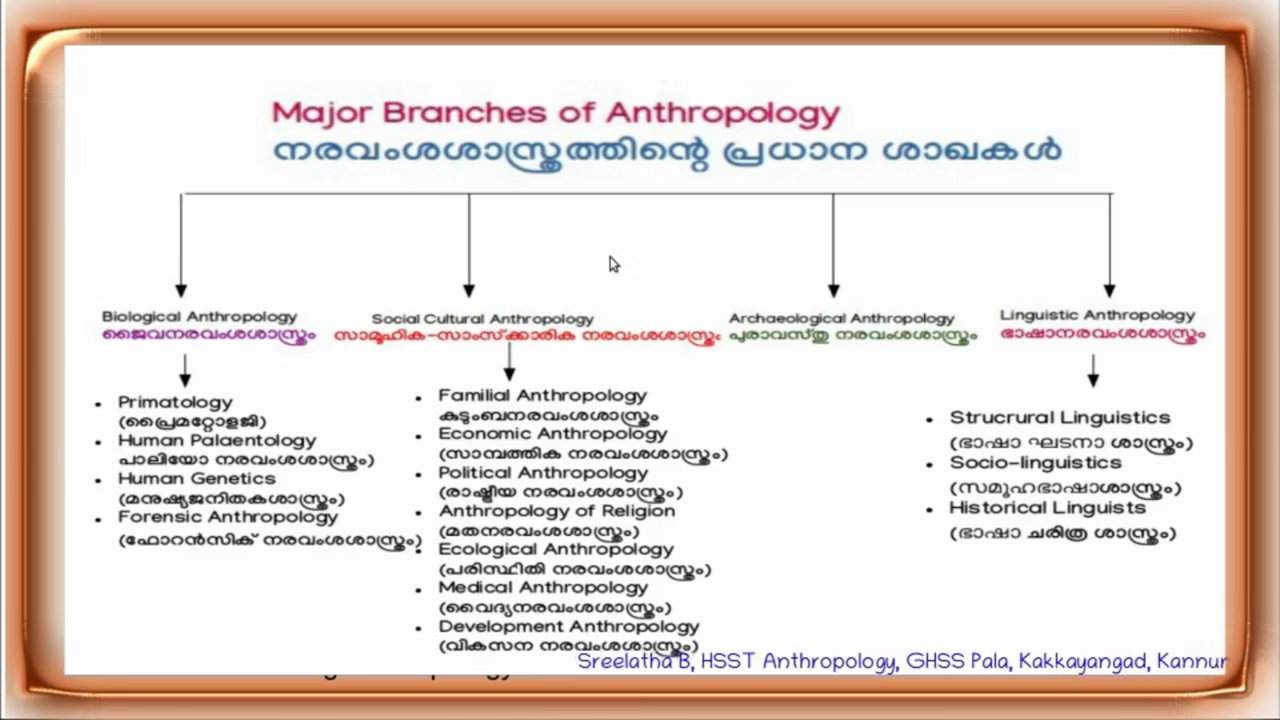 Major Branches of Anthropology
നരവംശശാസ്ത്രത്തിന്റെ പ്രധാന ശാഖകൾ
Biological Anthropology
ജൈവനരവംശശാസ്ത്രം
Primatology
(പ്രൈമറ്റോളജി)
Human Palaentology
പാലിയോ നരവംശശാസ്ത്രം)
Human Genetics
(മനുഷ്യജനിതകശാസ്ത്രം)
Forensic Anthropology
(ഫോറൻസിക് നരവംശശാസ്ത്രം)
Social Cultural Anthropology
സാമൂഹിക-സാംസ്ക്കാരിക നരവംശശാസ്ത്രം
Familial Anthropology
കുടുംബനരവംശശാസ്ത്രം
Economic Anthropology
(സാമ്പത്തിക നരവംശശാസ്ത്രം)
Political Anthropology
(രാഷ്ട്രീയ നരവംശശാസ്ത്രം)
Anthropology of Religion
(മതനരവംശശാസ്ത്രം)
Ecological Anthropology
(പരിസ്ഥിതി നരവംശശാസ്ത്രം)
Medical Anthropology
(വൈദ്യനരവംശശാസ്ത്രം)
Development Anthropology
(വികസന നരവംശശാസ്ത്രം)
Archaeological Anthropology
പുരാവസ്തു നരവംശശാസ്ത്രം
Linguistic Anthropology
ഭാഷാനരവംശശാസ്ത്രം
Strucrural Linguistics
(ഭാഷാ ഘടനാ ശാസ്ത്രം)
Socio-linguistics
(സമൂഹഭാഷാശാസ്ത്രം)
Historical Linguists
(ഭാഷാ ചരിത്ര ശാസ്ത്രം)
Sreelatha B, HSST Anthropology, GHSS Pala, Kakkayangad, Kannur